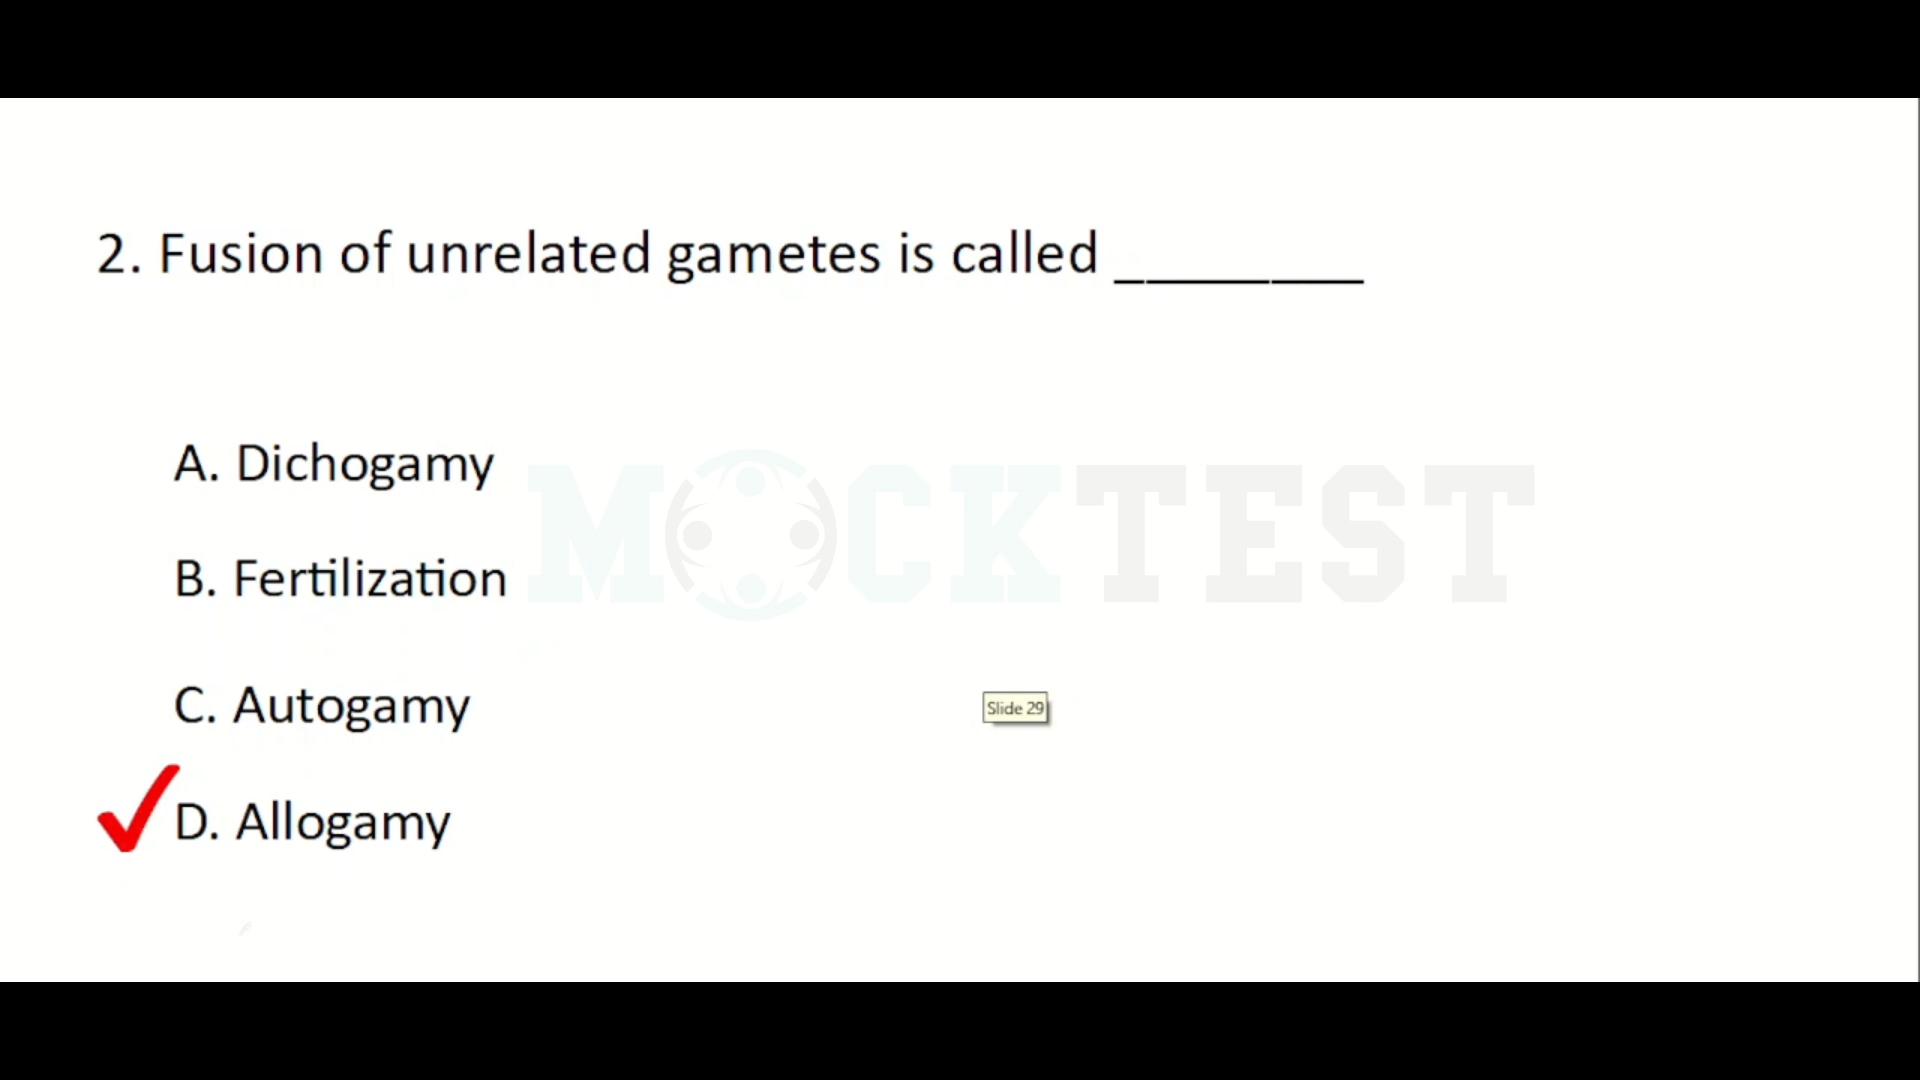 2. Fusion of unrelated gametes is called ________
A. Dichogamy
MOCKTEST
B. Fertilization
C. Autogamy
Slide 29
D. Allogamy